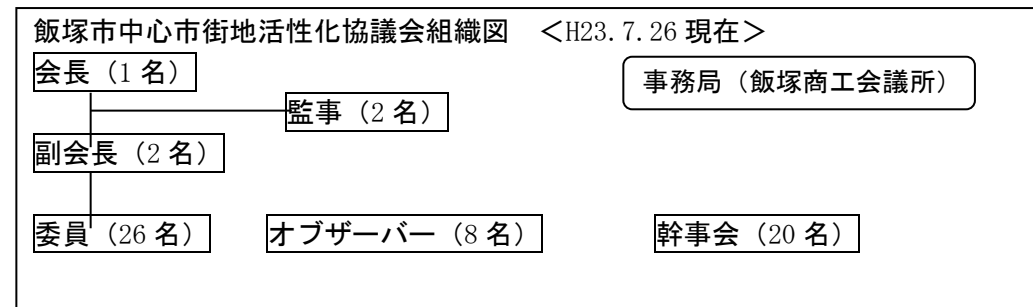 飯塚市中心市街地活性化協議会組織図　＜H23.7.26 現在＞
会長（1 名）
事務局（飯塚商工会議所）
監事（2 名）
副会長（2 名）
委員（26 名）　オブザーバー（8 名）　幹事会（20 名）